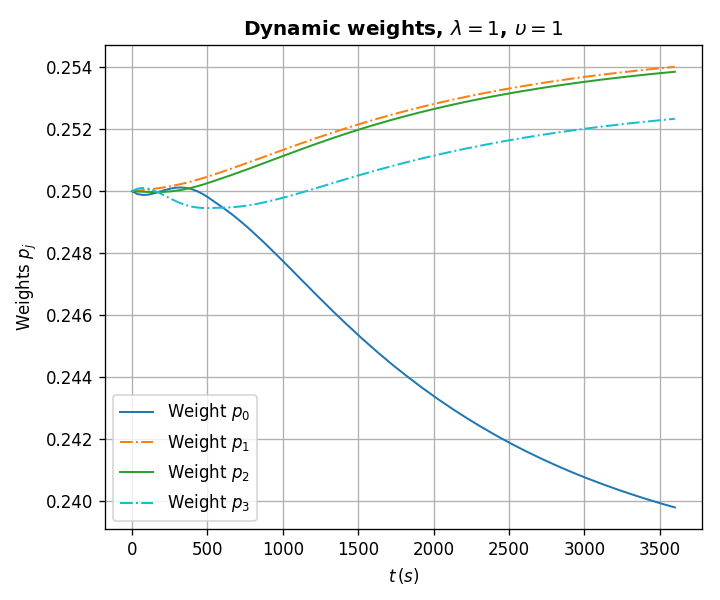 Dynamic weights, λ = 1, υ = 1
0.254
0.252
0.250
0.248
0.246
0.244
0.242
0.240
Weights p_j
Weight p_0
Weight p_1
Weight p_2
Weight p_3
0 500 1000 1500 2000 2500 3000 3500
t (s)